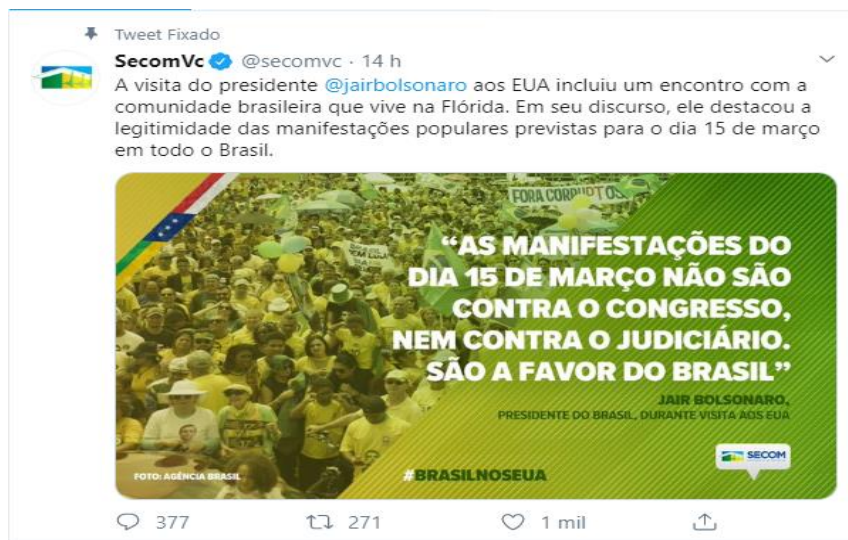 Tweet Fixado
SecomVc @secomvc · 14 h
A visita do presidente @jairbolsonaro aos EUA incluiu um encontro com a
comunidade brasileira que vive na Flórida. Em seu discurso, ele destacou a
legitimidade das manifestações populares previstas para o dia 15 de março
em todo o Brasil.
FORA CORRUPTOS
“AS MANIFESTAÇÕES DO
DIA 15 DE MARÇO NÃO SÃO
CONTRA O CONGRESSO,
NEM CONTRA O JUDICIÁRIO.
SÃO A FAVOR DO BRASIL”
JAIR BOLSONARO,
PRESIDENTE DO BRASIL, DURANTE VISITA AOS EUA
SECOM
FOTO: AGÊNCIA BRASIL
#BRASILNOSEUA
377 271 1 mil